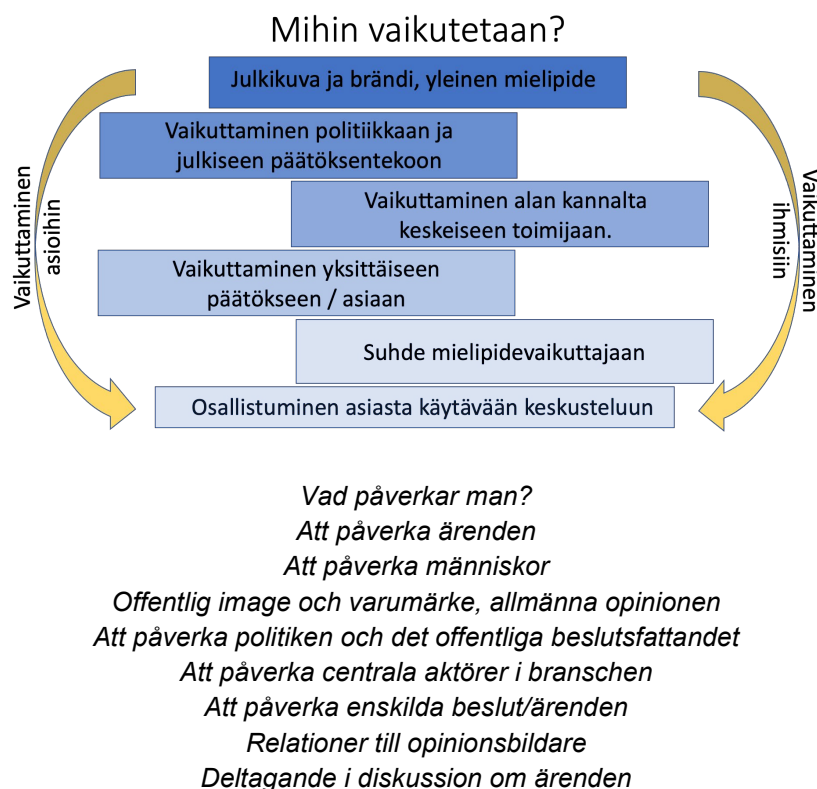 Mihin vaikutetaan?
Julkikuva ja brändi, yleinen mielipide
Vaikuttaminen politiikkaan ja
julkiseen päätöksentekoon
Vaikuttaminen alan kannalta
keskeiseen toimijaan.
Vaikuttaminen yksittäiseen
päätökseen / asiaan
Suhde mielipidevaikuttajaan
Osallistuminen asiasta käytävään keskusteluun
Vaikuttaminen
asioihin
Vaikuttaminen
ihmisiin
Vad påverkar man?
Att påverka ärenden
Att påverka människor
Offentlig image och varumärke, allmänna opinionen
Att påverka politiken och det offentliga beslutsfattandet
Att påverka centrala aktörer i branschen
Att påverka enskilda beslut/ärenden
Relationer till opinionsbildare
Deltagande i diskussion om ärenden